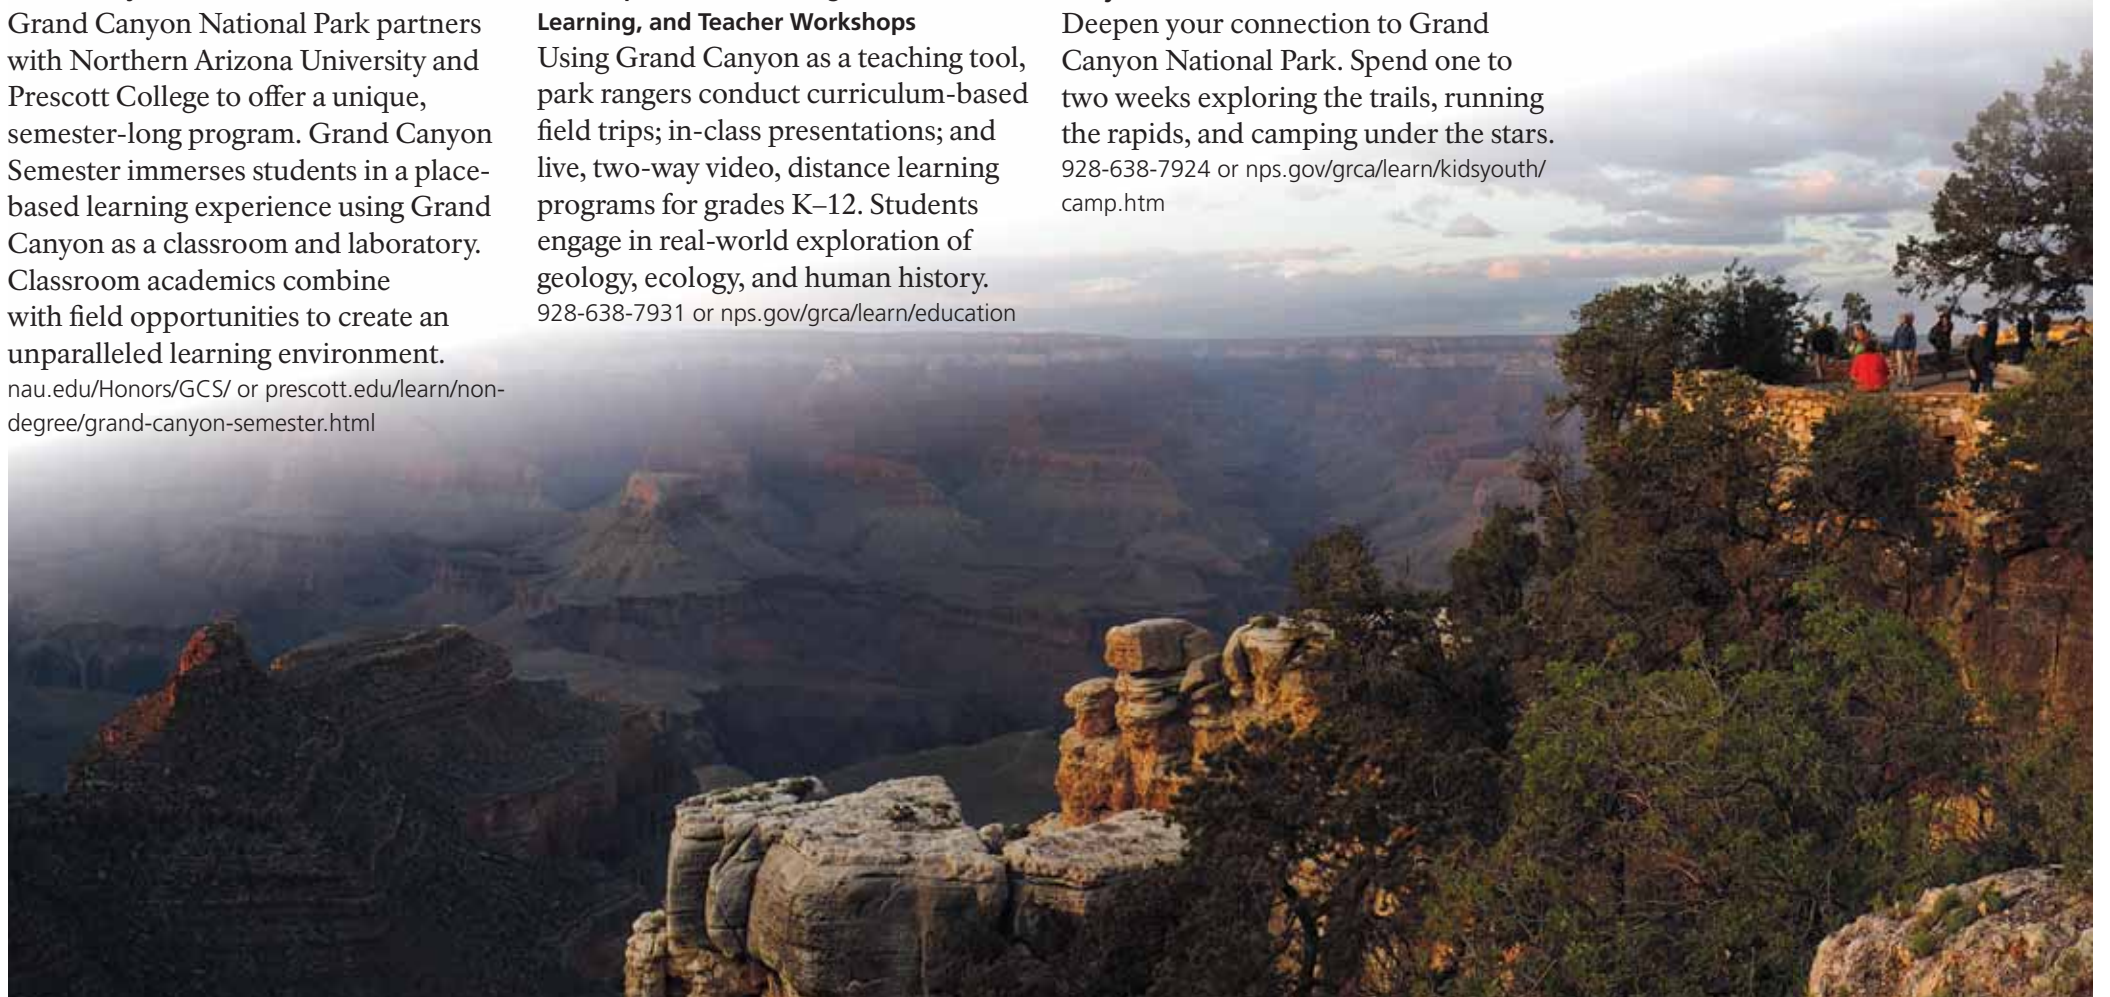 Grand Canyon National Park partners
with Northern Arizona University and
Prescott College to offer a unique,
semester-long program. Grand Canyon
Semester immerses students in a place-
based learning experience using Grand
Canyon as a classroom and laboratory.
Classroom academics combine
with field opportunities to create an
unparalleled learning environment.
nau.edu/Honors/GCS/ or prescott.edu/learn/non-
degree/grand-canyon-semester.html
Learning, and Teacher Workshops
Using Grand Canyon as a teaching tool,
park rangers conduct curriculum-based
field trips; in-class presentations; and
live, two-way video, distance learning
programs for grades K–12. Students
engage in real-world exploration of
geology, ecology, and human history.
928-638-7931 or nps.gov/grca/learn/education
Deepen your connection to Grand
Canyon National Park. Spend one to
two weeks exploring the trails, running
the rapids, and camping under the stars.
928-638-7924 or nps.gov/grca/learn/kidsyouth/
camp.htm